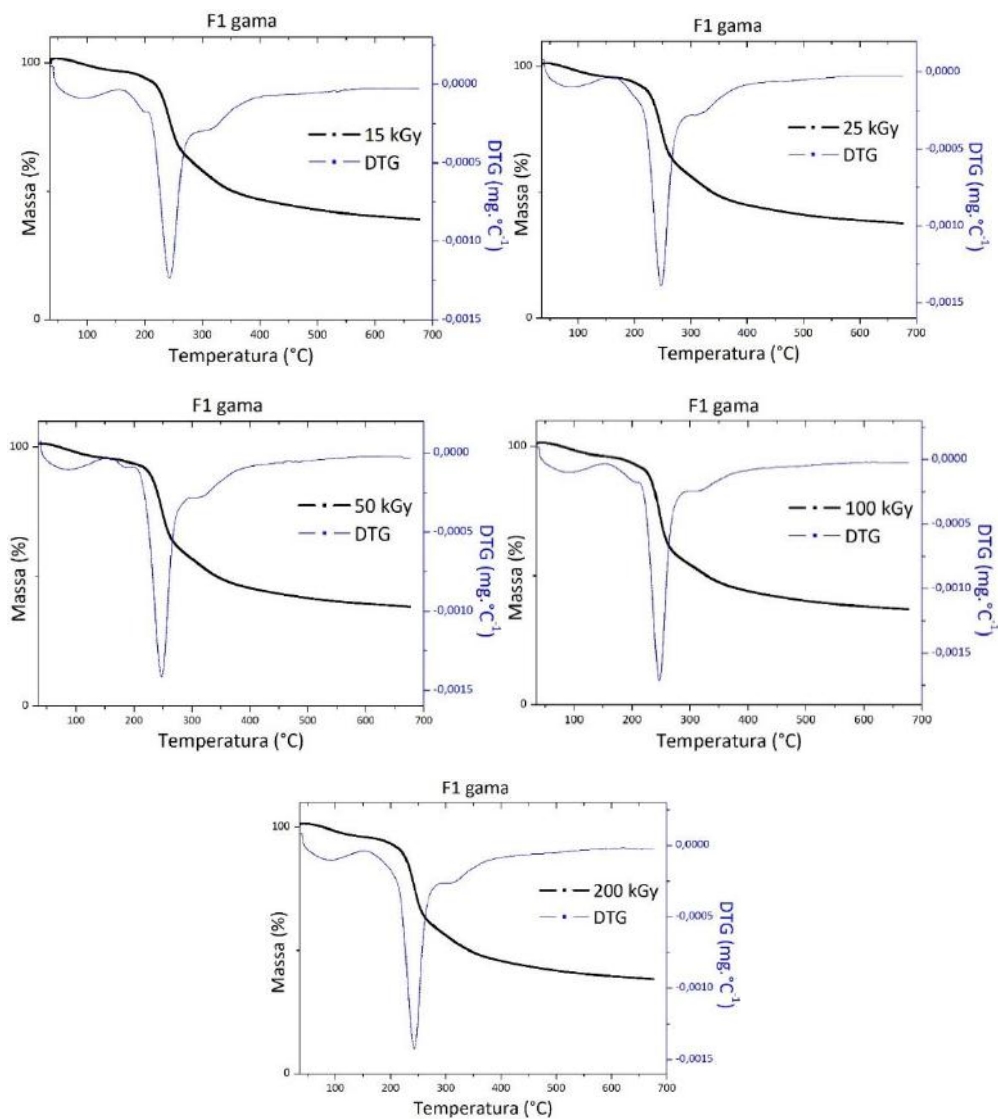 F1 gama
100
0
Massa (%)
15 kGy
DTG
0,0000
-0,0005
-0,0010
-0,0015
DTG (mg.°C⁻¹)
100 200 300 400 500 600 700
Temperatura (°C)
F1 gama
100
0
Massa (%)
25 kGy
DTG
0,0000
-0,0005
-0,0010
-0,0015
DTG (mg.°C⁻¹)
100 200 300 400 500 600 700
Temperatura (°C)
F1 gama
100
0
Massa (%)
50 kGy
DTG
0,0000
-0,0005
-0,0010
-0,0015
DTG (mg.°C⁻¹)
100 200 300 400 500 600 700
Temperatura (°C)
F1 gama
100
0
Massa (%)
100 kGy
DTG
0,0000
-0,0005
-0,0010
-0,0015
DTG (mg.°C⁻¹)
100 200 300 400 500 600 700
Temperatura (°C)
F1 gama
100
0
Massa (%)
200 kGy
DTG
0,0000
-0,0005
-0,0010
-0,0015
DTG (mg.°C⁻¹)
100 200 300 400 500 600 700
Temperatura (°C)